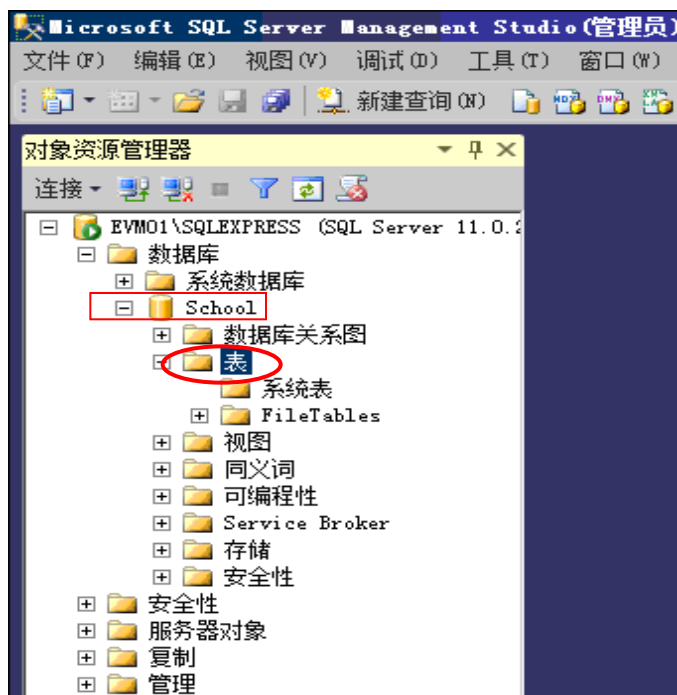 Microsoft SQL Server Management Studio(管理员)
文件(F) 编辑(E) 视图(V) 调试(D) 工具(T) 窗口(W)
新建查询(N)
对象资源管理器
连接
EVM01\SQLEXPRESS (SQL Server 11.0.2
数据库
系统数据库
School
数据库关系图
表
系统表
FileTables
视图
同义词
可编程性
Service Broker
存储
安全性
安全性
服务器对象
复制
管理